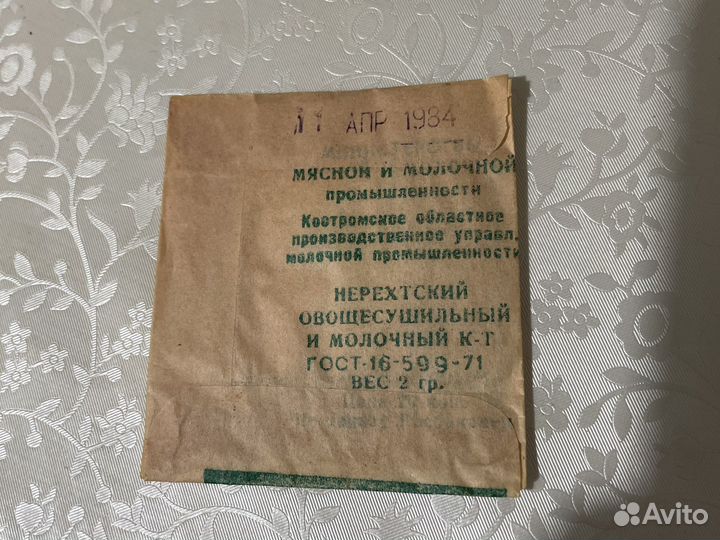 11 АПР 1984
МЯСНОЙ И МОЛОЧНОЙ
промышленности
Костромское областное
производственное управл.
молочной промышленности
НЕРЕХТСКИЙ
ОВОЩЕСУШИЛЬНЫЙ
И МОЛОЧНЫЙ К-Т
ГОСТ-16-599-71
ВЕС 2 гр.
Avito